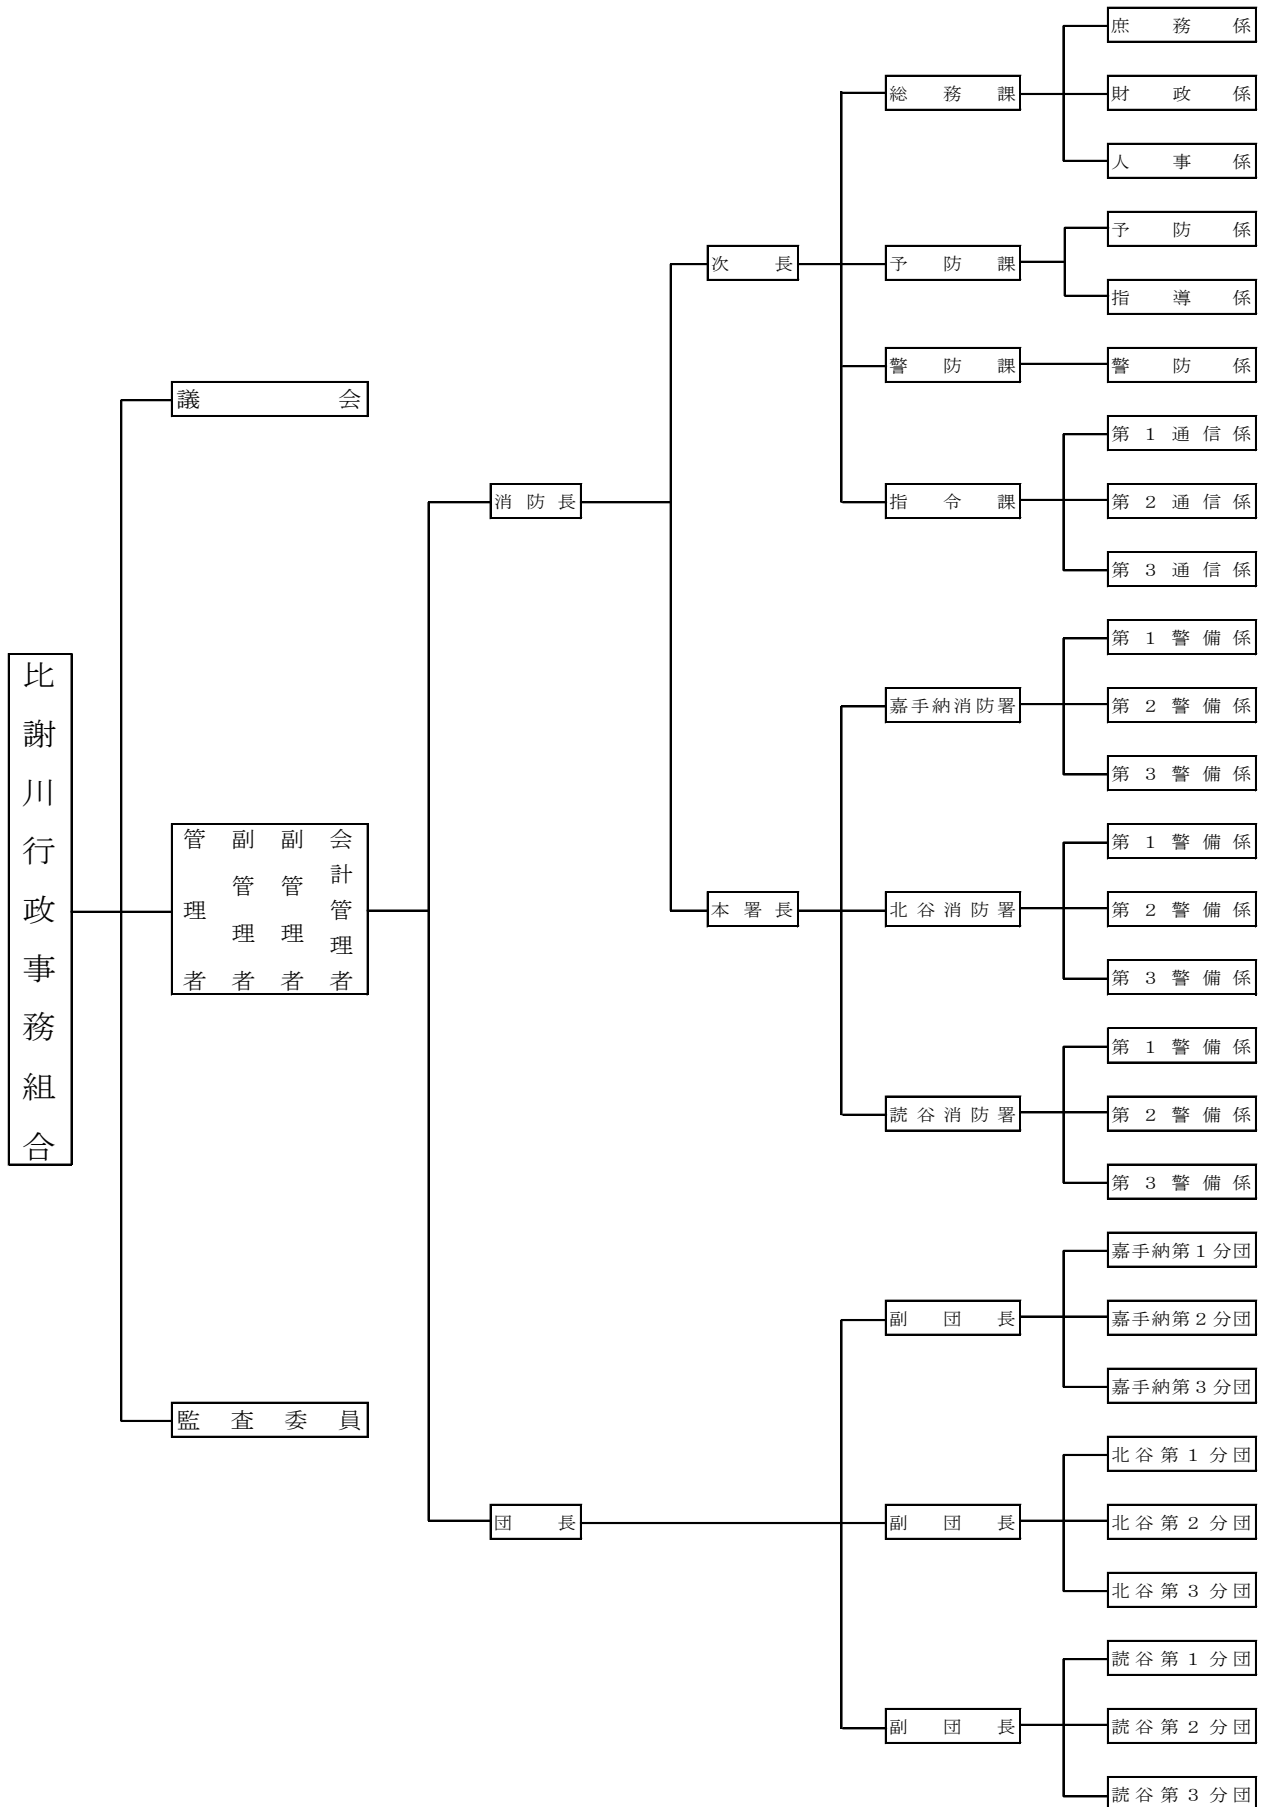 比謝川行政事務組合
議会
管理者
副管理者
副管理者
会計管理者
監査委員
消防長
団長
次長
本署長
総務課
予防課
警防課
指令課
嘉手納消防署
北谷消防署
読谷消防署
副団長
副団長
副団長
庶務係
財政係
人事係
予防係
指導係
警防係
第1通信係
第2通信係
第3通信係
第1警備係
第2警備係
第3警備係
第1警備係
第2警備係
第3警備係
第1警備係
第2警備係
第3警備係
嘉手納第1分団
嘉手納第2分団
嘉手納第3分団
北谷第1分団
北谷第2分団
北谷第3分団
読谷第1分団
読谷第2分団
読谷第3分団